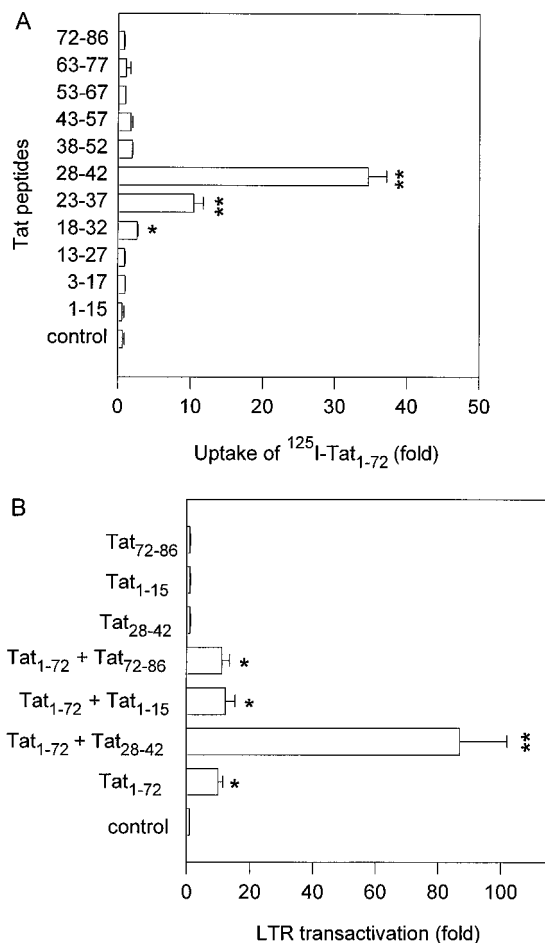 A
Tat peptides
72-86
63-77
53-67
43-57
38-52
28-42
**
23-37
**
18-32
*
13-27
3-17
1-15
control
0 10 20 30 40 50
Uptake of ¹²⁵I-Tat₁₋₇₂ (fold)
B
Tat₇₂₋₈₆
Tat₁₋₁₅
Tat₂₈₋₄₂
Tat₁₋₇₂ + Tat₇₂₋₈₆ *
Tat₁₋₇₂ + Tat₁₋₁₅ *
Tat₁₋₇₂ + Tat₂₈₋₄₂ **
Tat₁₋₇₂ *
control
0 20 40 60 80 100
LTR transactivation (fold)